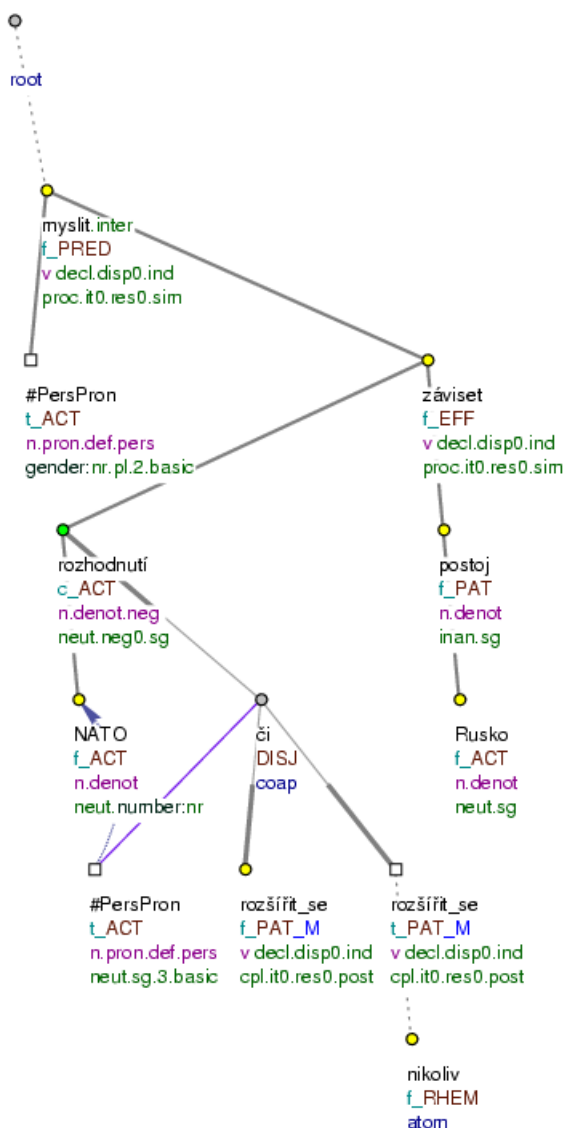 root
myslit.inter
f_PRED
v decl.disp0.ind
proc.it0.res0.sim
#PersPron
t_ACT
n.pron.def.pers
gender:nr.pl.2.basic
záviset
f_EFF
v decl.disp0.ind
proc.it0.res0.sim
rozhodnutí
c_ACT
n.denot.neg
neut.neg0.sg
postoj
f_PAT
n.denot
inan.sg
NATO
f_ACT
n.denot
neut.number:nr
či
DISJ
coap
Rusko
f_ACT
n.denot
neut.sg
#PersPron
t_ACT
n.pron.def.pers
neut.sg.3.basic
rozšířit_se
f_PAT_M
v decl.disp0.ind
cpl.it0.res0.post
rozšířit_se
t_PAT_M
v decl.disp0.ind
cpl.it0.res0.post
nikoliv
f_RHEM
atom